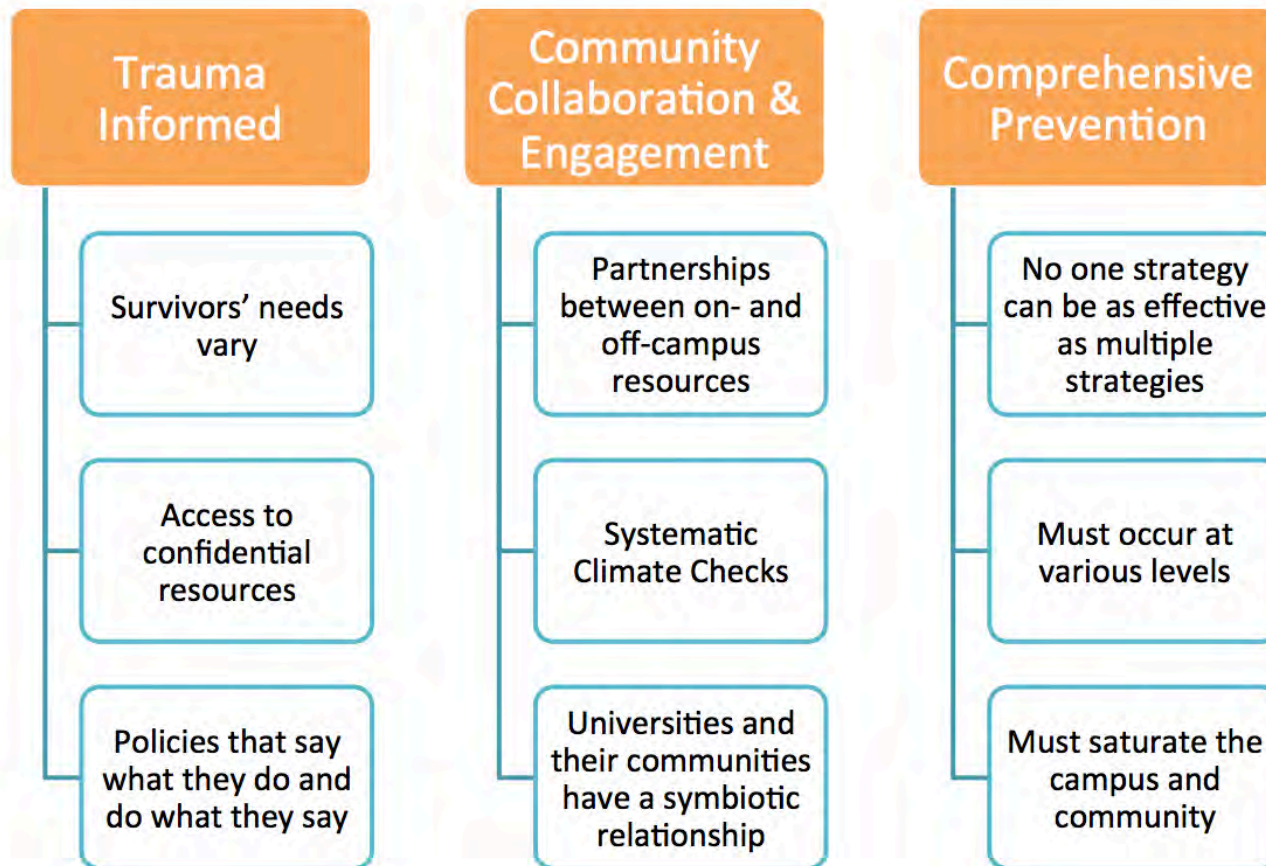 Trauma
Informed
Survivors’ needs
vary
Access to
confidential
resources
Policies that say
what they do and
do what they say
Community
Collaboration &
Engagement
Partnerships
between on- and
off-campus
resources
Systematic
Climate Checks
Universities and
their communities
have a symbiotic
relationship
Comprehensive
Prevention
No one strategy
can be as effective
as multiple
strategies
Must occur at
various levels
Must saturate the
campus and
community